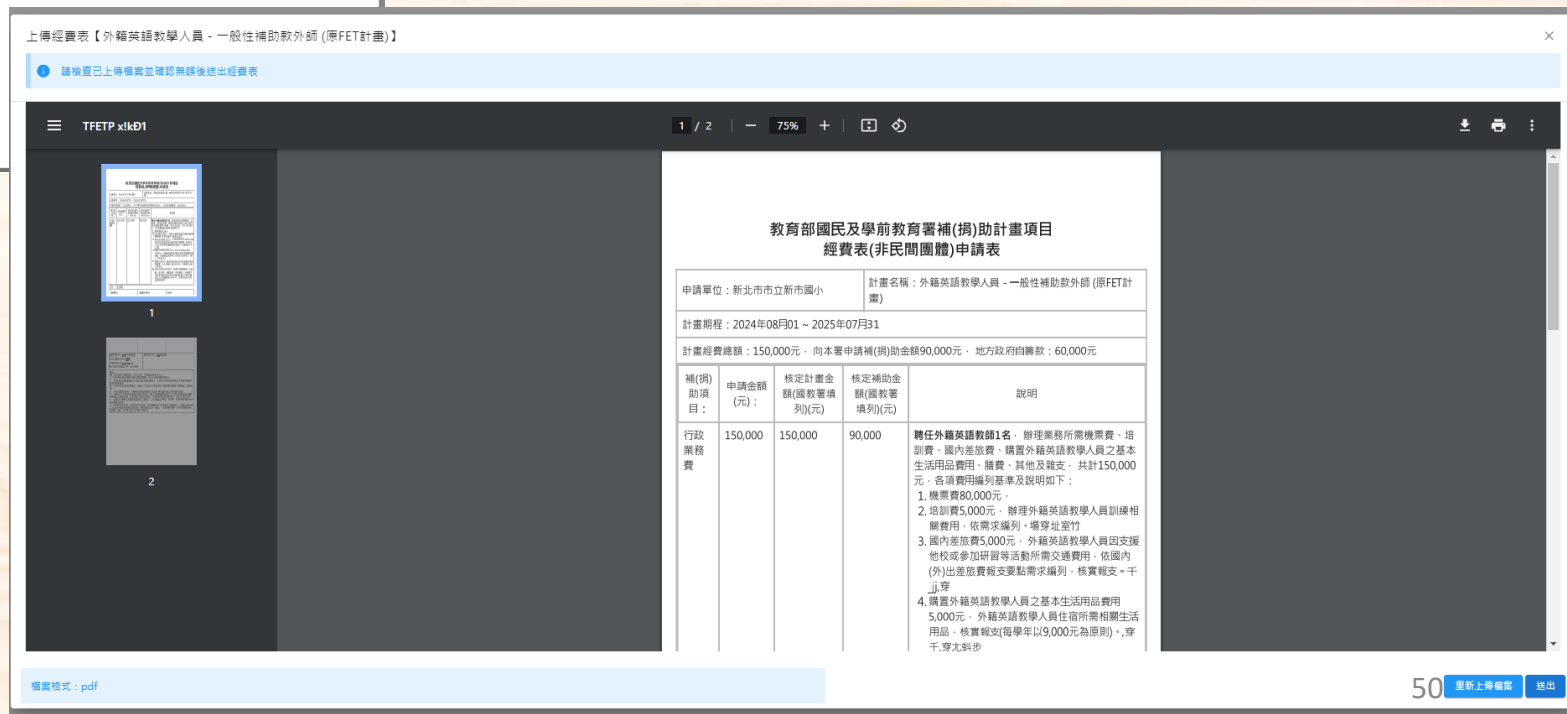 上傳經費表【外籍英語教學人員 - 一般性補助款外師 (原FET計畫)】
請檢查已上傳檔案並確認無誤後送出經費表
TFETP x!kĐ1
1 / 2
75%
1
2
教育部國民及學前教育署補(捐)助計畫項目
經費表(非民間團體)申請表
申請單位：新北市市立新市國小
計畫名稱：外籍英語教學人員 - 一般性補助款外師 (原FET計
畫)
計畫期程：2024年08月01 ~ 2025年07月31
計畫經費總額：150,000元， 向本署申請補(捐)助金額90,000元， 地方政府自籌款：60,000元
補(捐)
助項
目：
申請金額
(元)：
核定計畫金
額(國教署填
列)(元)
核定補助金
額(國教署
填列)(元)
說明
行政
業務
費
150,000
150,000
90,000
聘任外籍英語教師1名， 辦理業務所需機票費、培
訓費、國內差旅費、購置外籍英語教學人員之基本
生活用品費用、膳費、其他及雜支， 共計150,000
元，各項費用編列基準及說明如下：
1. 機票費80,000元，
2. 培訓費5,000元， 辦理外籍英語教學人員訓練相
關費用，依需求編列。場穿址室竹
3. 國內差旅費5,000元， 外籍英語教學人員因支援
他校或參加研習等活動所需交通費用，依國內
(外)出差旅費報支要點需求編列，核實報支。千
jj,穿
4. 購置外籍英語教學人員之基本生活用品費用
5,000元， 外籍英語教學人員住宿所需相關生活
用品，核實報支(每學年以9,000元為原則)。,穿
千,穿尢蚪步
檔案格式：pdf
50
重新上傳檔案
送出